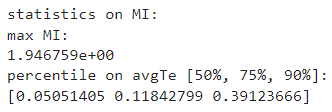 statistics on MI:
max MI:
1.946759e+00
percentile on avgTe [50%, 75%, 90%]:
[0.05051405 0.11842799 0.39123666]